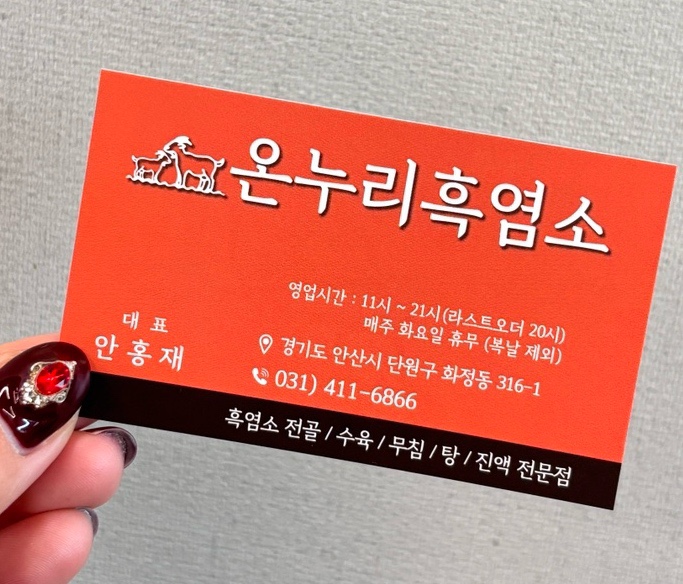 온누리흑염소
영업시간 : 11시 ~ 21시(라스트오더 20시)
매주 화요일 휴무 (복날 제외)
대 표
안 홍 재
경기도 안산시 단원구 화정동 316-1
031) 411-6866
흑염소 전골 / 수육 / 무침 / 탕 / 진액 전문점